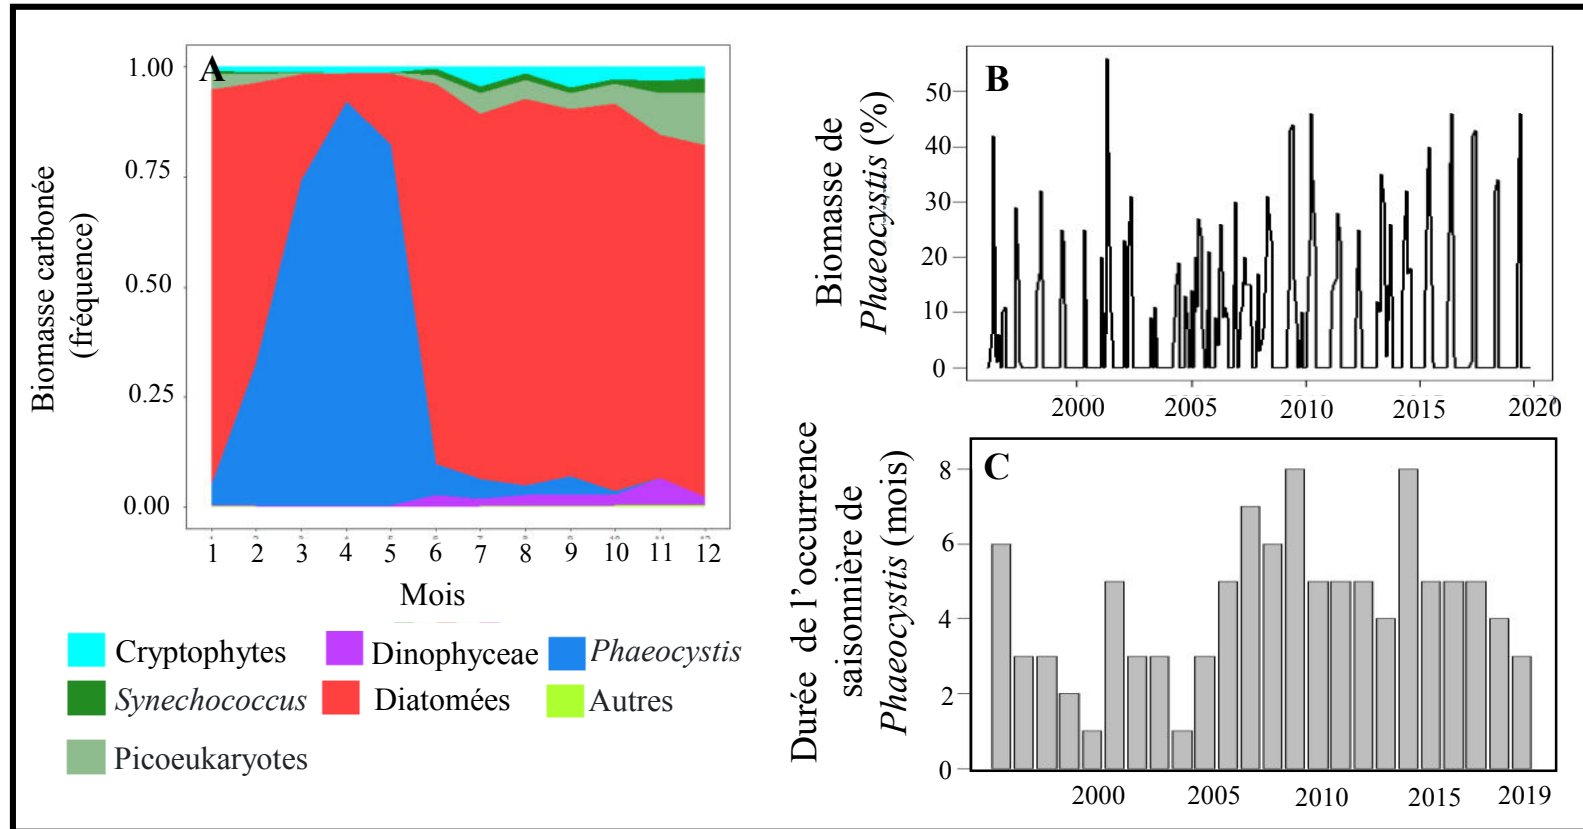 A
1.00
0.75
0.50
0.25
0.00
Biomasse carbonée
(fréquence)
1 2 3 4 5 6 7 8 9 10 11 12
Mois
Cryptophytes
Dinophyceae
Phaeocystis
Synechococcus
Diatomées
Autres
Picoeukaryotes
B
Biomasse de
Phaeocystis (%)
50
40
30
20
10
0
2000 2005 2010 2015 2020
C
Durée de l’occurrence
saisonnière de
Phaeocystis (mois)
8
6
4
2
0
2000 2005 2010 2015 2019